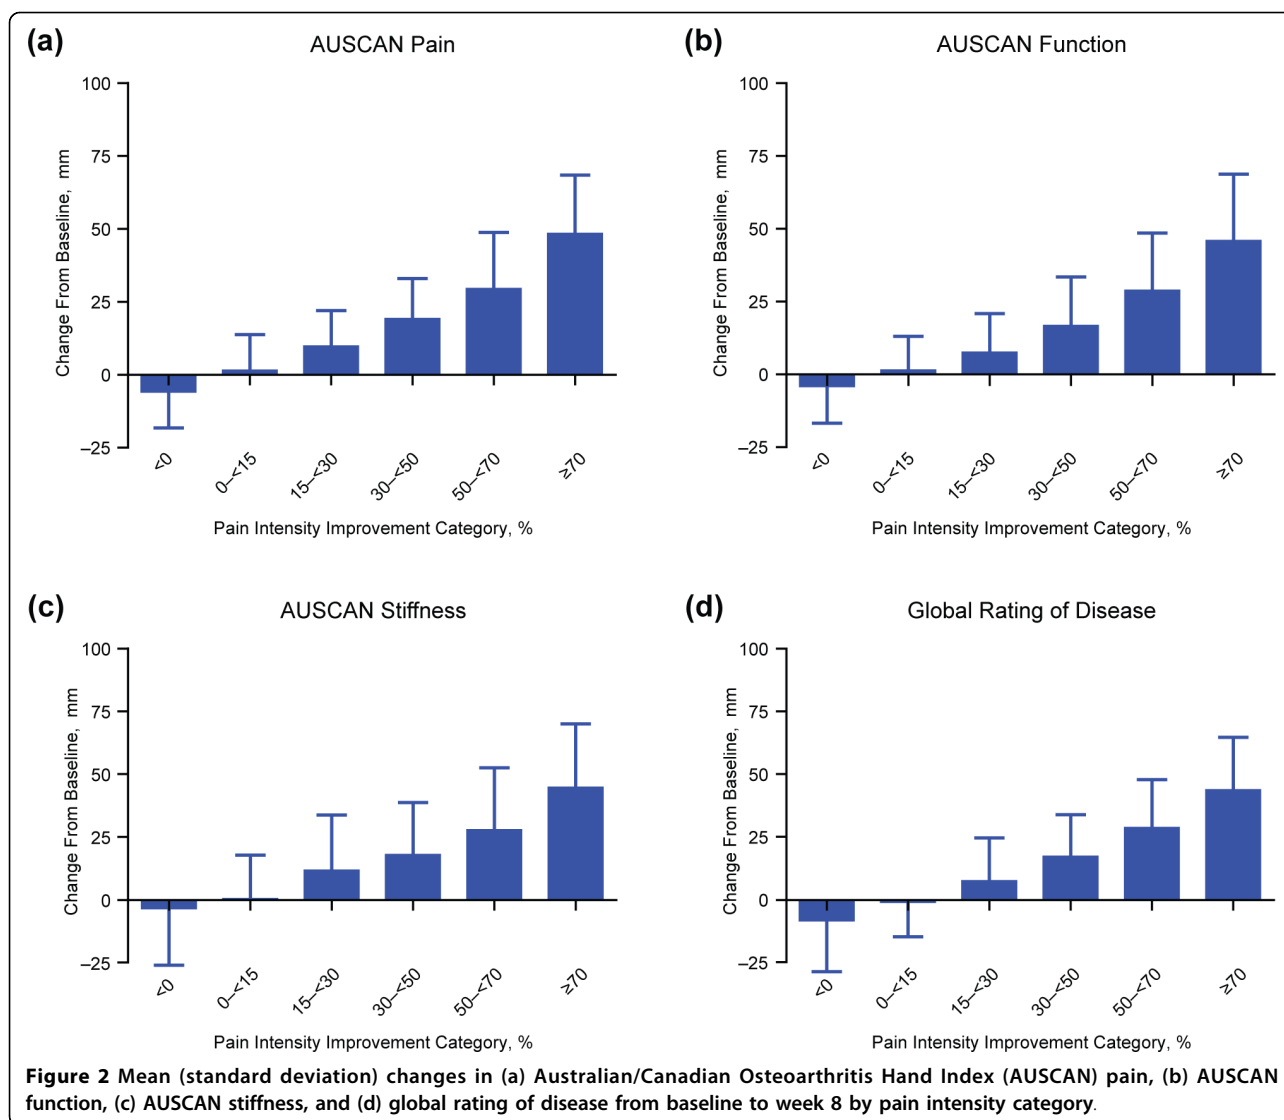 (a)
AUSCAN Pain
100
75
50
25
0
–25
Change From Baseline, mm
<0
0–<15
15–<30
30–<50
50–<70
≥70
Pain Intensity Improvement Category, %
(b)
AUSCAN Function
100
75
50
25
0
–25
Change From Baseline, mm
<0
0–<15
15–<30
30–<50
50–<70
≥70
Pain Intensity Improvement Category, %
(c)
AUSCAN Stiffness
100
75
50
25
0
–25
Change From Baseline, mm
<0
0–<15
15–<30
30–<50
50–<70
≥70
Pain Intensity Improvement Category, %
(d)
Global Rating of Disease
100
75
50
25
0
–25
Change From Baseline, mm
<0
0–<15
15–<30
30–<50
50–<70
≥70
Pain Intensity Improvement Category, %
Figure 2 Mean (standard deviation) changes in (a) Australian/Canadian Osteoarthritis Hand Index (AUSCAN) pain, (b) AUSCAN
function, (c) AUSCAN stiffness, and (d) global rating of disease from baseline to week 8 by pain intensity category.